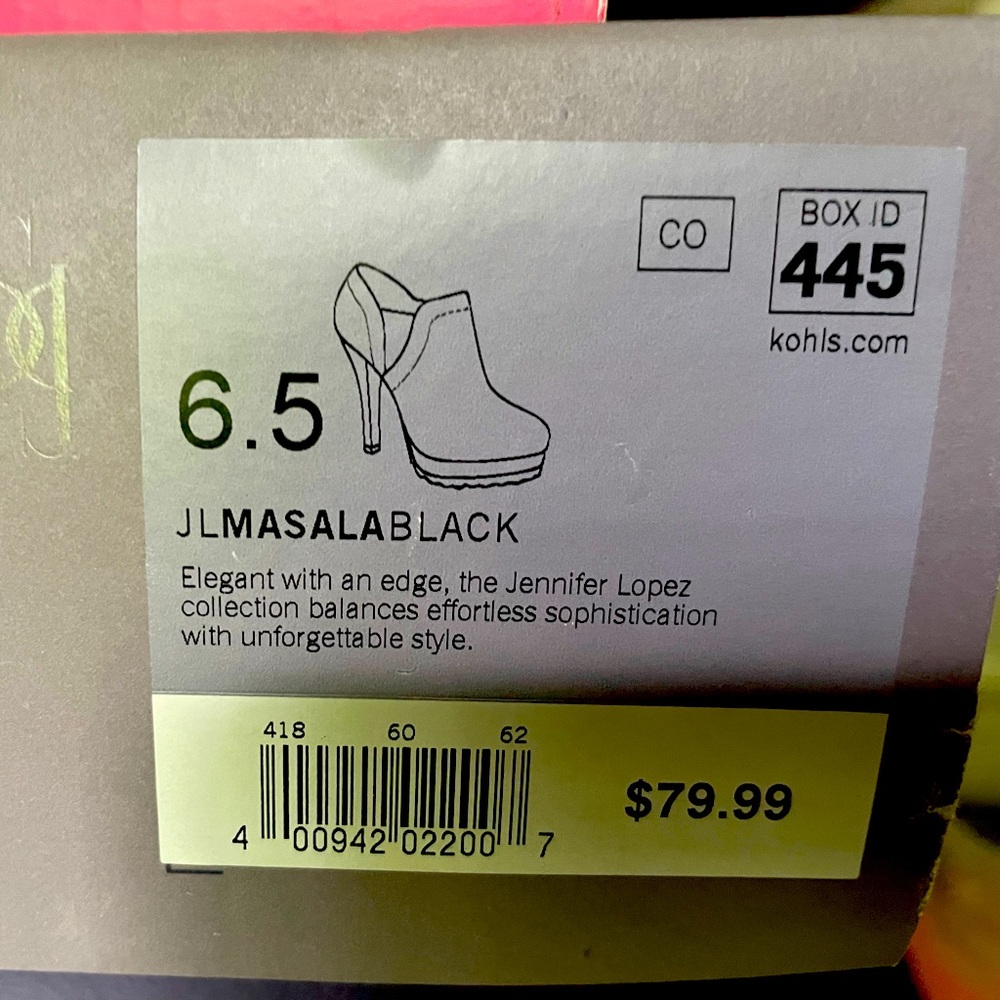 CO
BOX ID
445
kohls.com
6.5
JLMASALABLACK
Elegant with an edge, the Jennifer Lopez
collection balances effortless sophistication
with unforgettable style.
418 60 62
4 00942 02200 7
$79.99